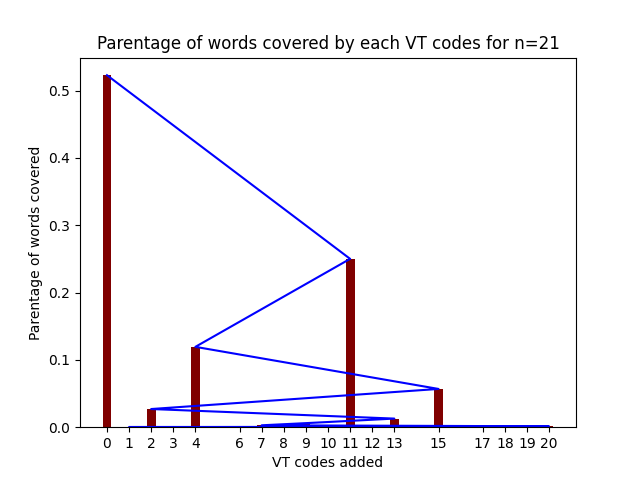 Parentage of words covered by each VT codes for n=21
Parentage of words covered
0.5
0.4
0.3
0.2
0.1
0.0
0 1 2 3 4 6 7 8 9 10 11 12 13 15 17 18 19 20
VT codes added